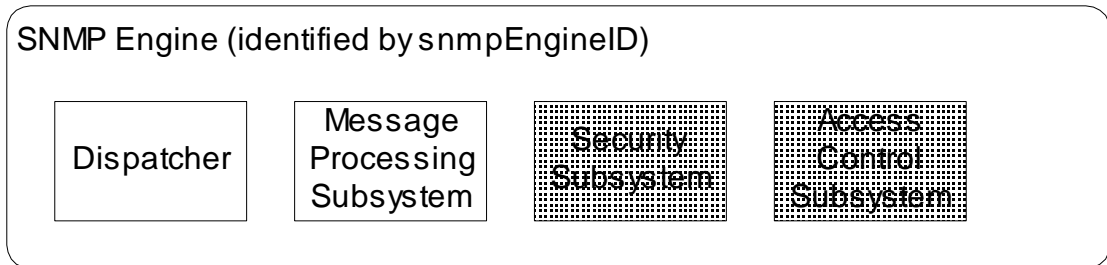 SNMP Engine (identified by snmpEngineID)
Dispatcher
Message
Processing
Subsystem
Security
Subsystem
Access
Control
Subsystem